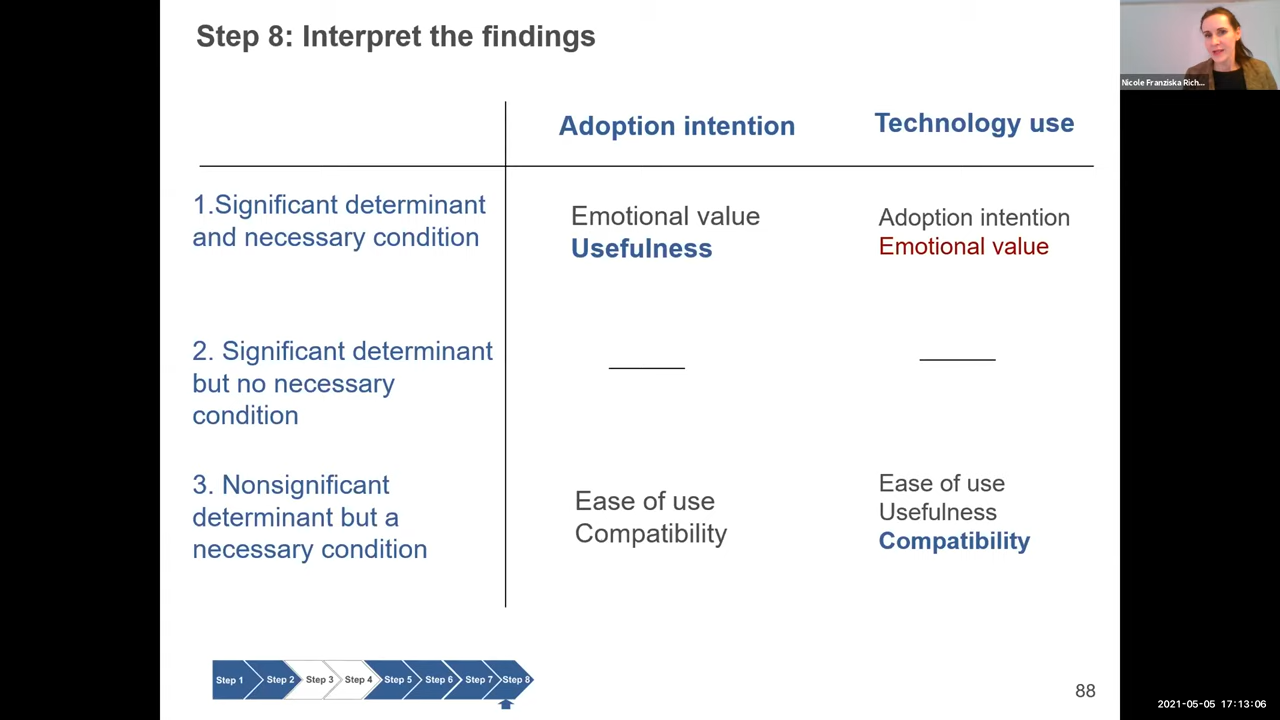 Step 8: Interpret the findings
Nicole Franziska Rich...
Adoption intention
Technology use
1.Significant determinant
and necessary condition
Emotional value
Usefulness
Adoption intention
Emotional value
2. Significant determinant
but no necessary
condition
3. Nonsignificant
determinant but a
necessary condition
Ease of use
Compatibility
Ease of use
Usefulness
Compatibility
Step 1
Step 2
Step 3
Step 4
Step 5
Step 6
Step 7
Step 8
88
2021-05-05 17:13:06